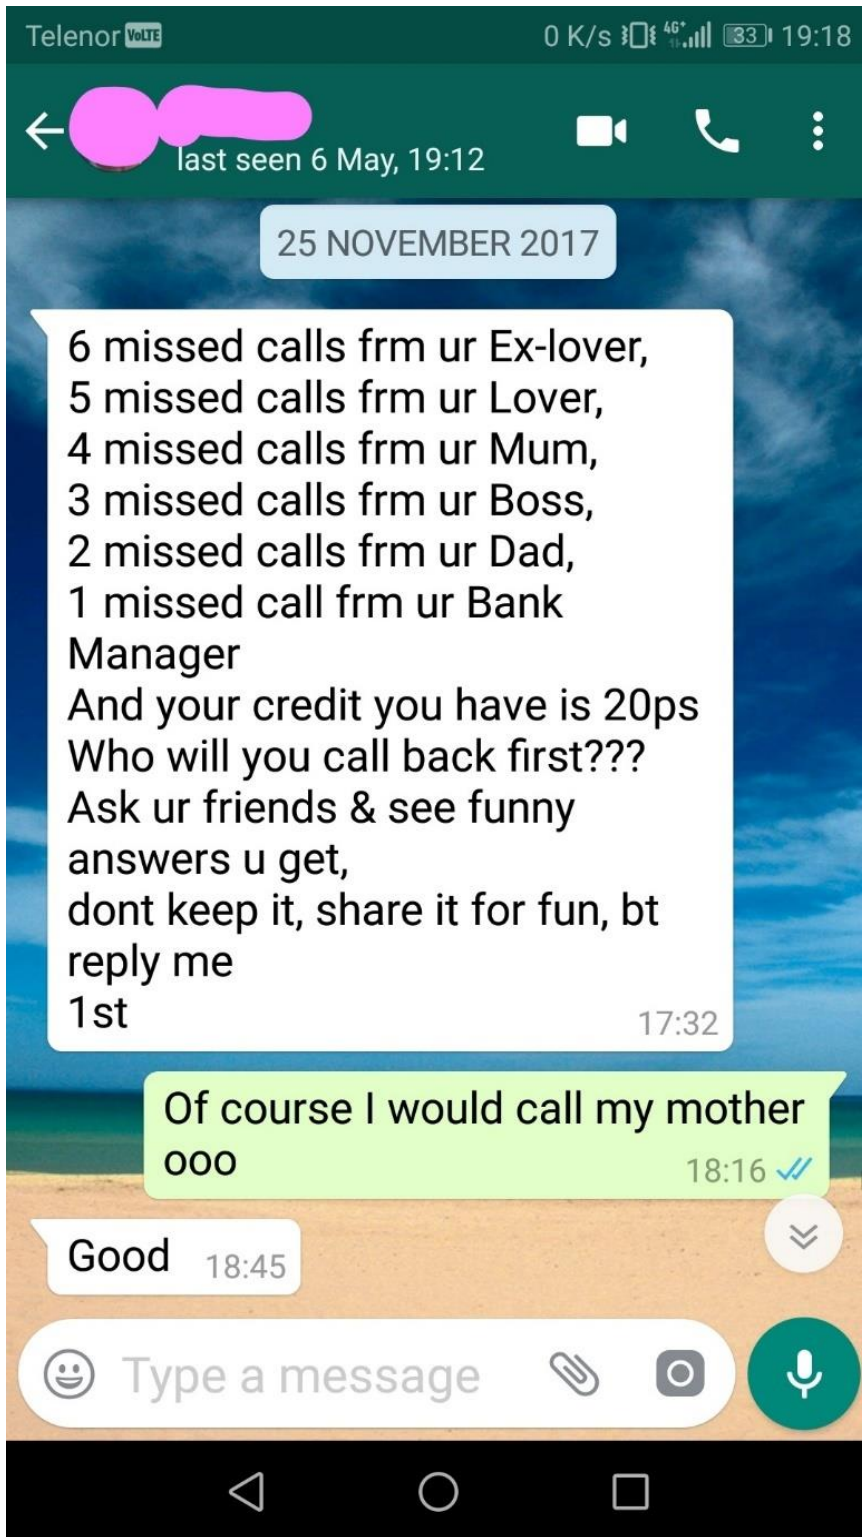 Telenor VoLTE 0 K/s 4G+ 33 19:18
last seen 6 May, 19:12
25 NOVEMBER 2017
6 missed calls frm ur Ex-lover,
5 missed calls frm ur Lover,
4 missed calls frm ur Mum,
3 missed calls frm ur Boss,
2 missed calls frm ur Dad,
1 missed call frm ur Bank
Manager
And your credit you have is 20ps
Who will you call back first???
Ask ur friends & see funny
answers u get,
dont keep it, share it for fun, bt
reply me
1st 17:32
Of course I would call my mother
ooo 18:16
Good 18:45
Type a message